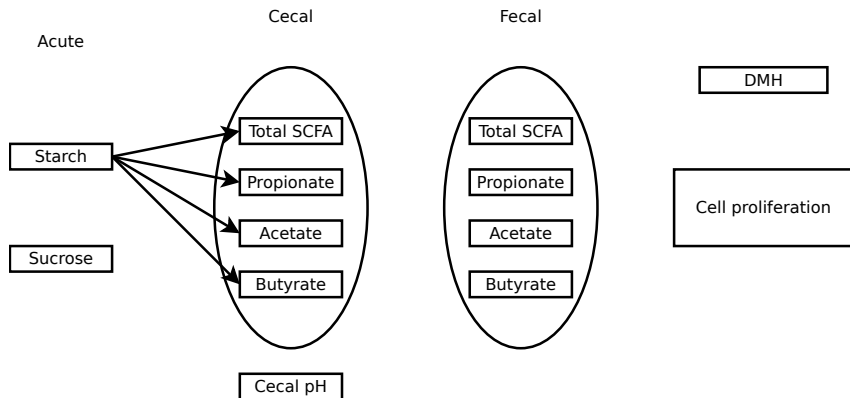 Cecal
Fecal
Acute
DMH
Total SCFA
Total SCFA
Starch
Propionate
Propionate
Cell proliferation
Acetate
Acetate
Sucrose
Butyrate
Butyrate
Cecal pH